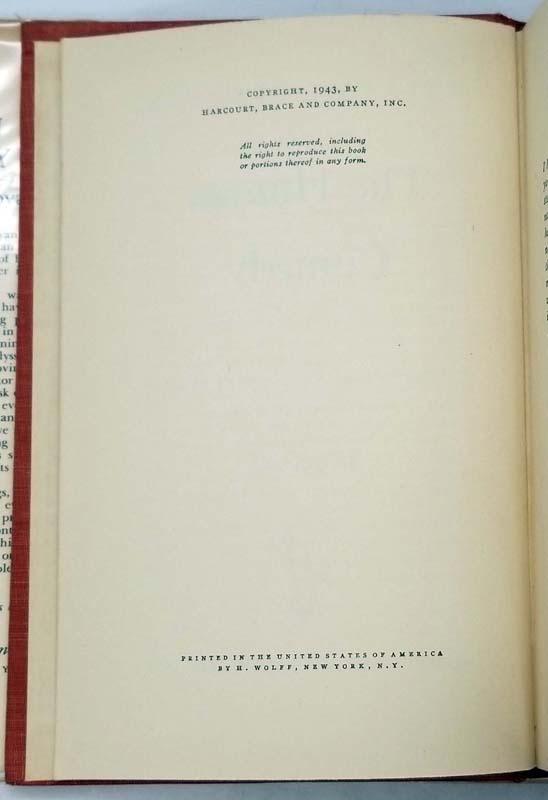 COPYRIGHT, 1943, BY
HARCOURT, BRACE AND COMPANY, INC.
All rights reserved, including
the right to reproduce this book
or portions thereof in any form.
PRINTED IN THE UNITED STATES OF AMERICA
BY H. WOLFF, NEW YORK, N.Y.